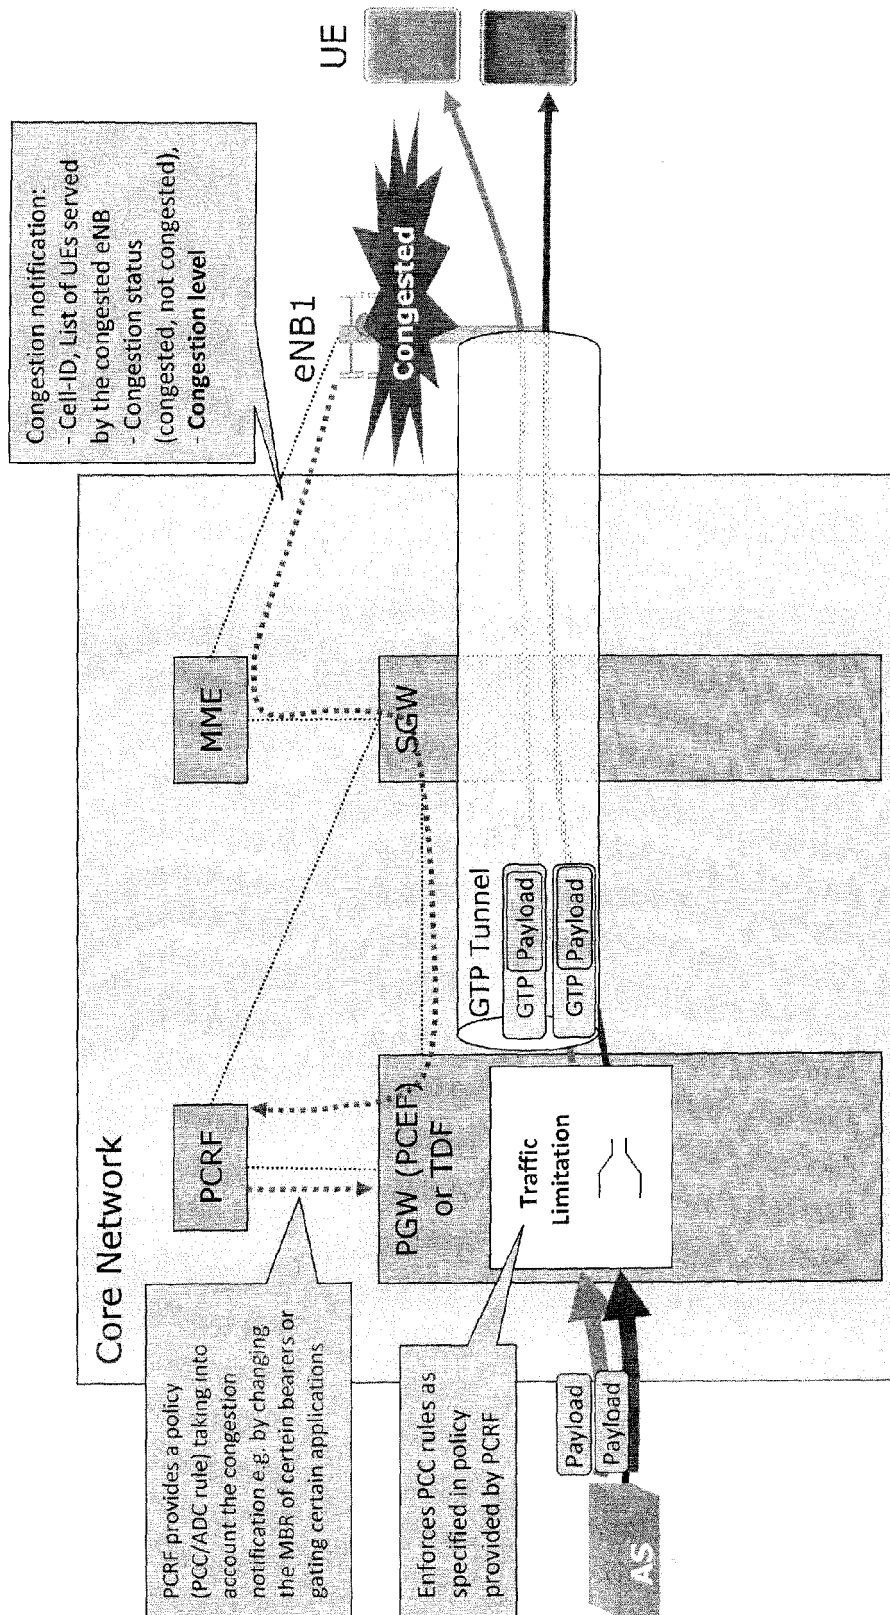 Core Network
PCRF provides a policy
(PCC/ADC rule) taking into
account the congestion
notification e.g. by changing
the MBR of certain bearers or
gating certain applications
PCRF
MME
Congestion notification:
- Cell-ID, List of UEs served
by the congested eNB
- Congestion status
(congested, not congested),
- Congestion level
eNB1
UE
Congested
PGW (PCEF)
or TDF
SGW
Enforces PCC rules as
specified in policy
provided by PCRF
Traffic
Limitation
GTP Tunnel
GTP Payload
GTP Payload
Payload
Payload
AS